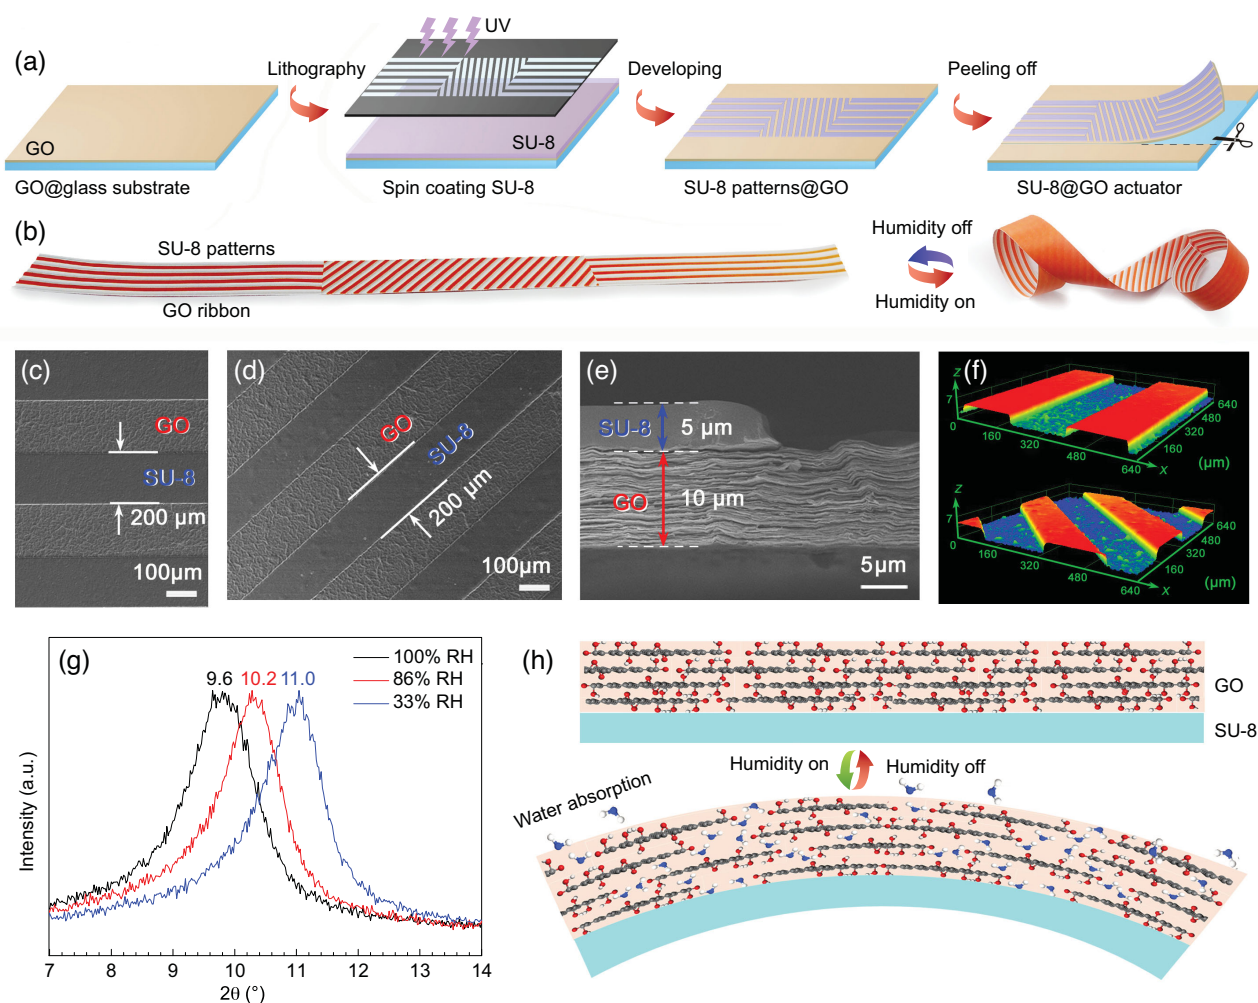 (a)
UV
Lithography
Developing
Peeling off
GO
SU-8
GO@glass substrate
Spin coating SU-8
SU-8 patterns@GO
SU-8@GO actuator
(b)
SU-8 patterns
GO ribbon
Humidity off
Humidity on
(c)
GO
SU-8
200 μm
100μm
(d)
GO
SU-8
200 μm
100μm
(e)
SU-8
5 μm
GO
10 μm
5μm
(f)
z
7
0
160
320
480
640
x
640
480
320
160
(μm)
z
7
0
160
320
480
640
x
640
480
320
160
(μm)
(g)
9.6 10.2 11.0
100% RH
86% RH
33% RH
Intensity (a.u.)
7 8 9 10 11 12 13 14
2θ (°)
(h)
GO
SU-8
Humidity on
Humidity off
Water absorption